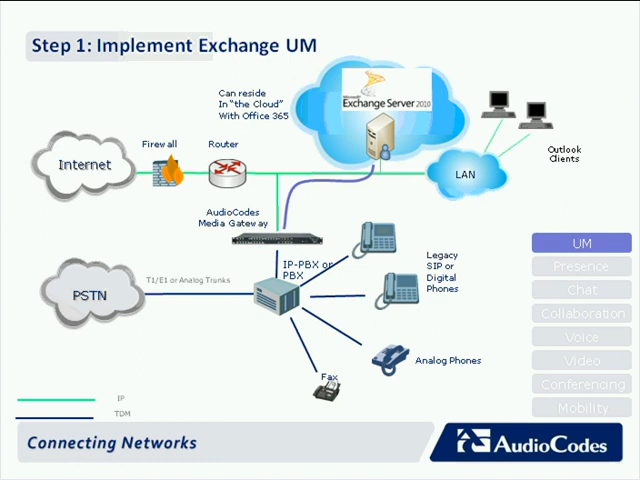 Step 1: Implement Exchange UM
Can reside
In "the Cloud"
With Office 365
Microsoft
Exchange Server 2010
Firewall
Router
Internet
LAN
Outlook
Clients
AudioCodes
Media Gateway
IP-PBX or
PBX
Legacy
SIP or
Digital
Phones
UM
Presence
Chat
Collaboration
Voice
Video
Conferencing
Mobility
PSTN
T1/E1 or Analog Trunks
Analog Phones
Fax
IP
TDM
Connecting Networks
AudioCodes